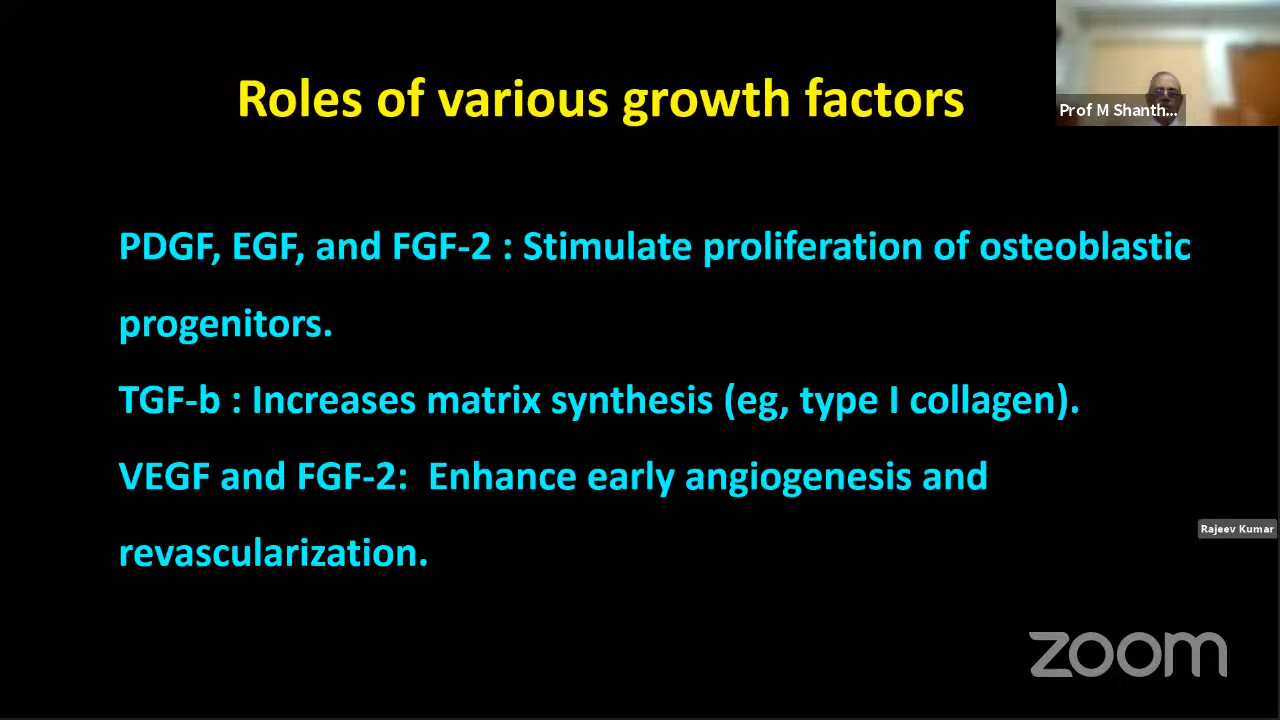 Roles of various growth factors
Prof M Shanth...
PDGF, EGF, and FGF-2 : Stimulate proliferation of osteoblastic
progenitors.
TGF-b : Increases matrix synthesis (eg, type I collagen).
VEGF and FGF-2:  Enhance early angiogenesis and
Rajeev Kumar
revascularization.
zoom